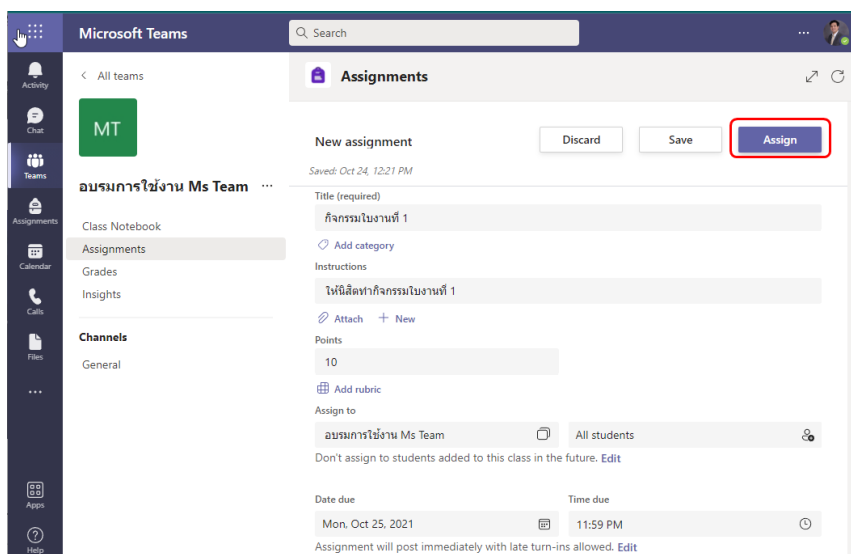 Microsoft Teams
Search
Activity
Chat
Teams
Assignments
Calendar
Calls
Files
Apps
Help
All teams
MT
อบรมการใช้งาน Ms Team
Class Notebook
Assignments
Grades
Insights
Channels
General
Assignments
New assignment
Discard
Save
Assign
Saved: Oct 24, 12:21 PM
Title (required)
กิจกรรมใบงานที่ 1
Add category
Instructions
ให้นิสิตทำกิจกรรมใบงานที่ 1
Attach + New
Points
10
Add rubric
Assign to
อบรมการใช้งาน Ms Team All students
Don't assign to students added to this class in the future. Edit
Date due Time due
Mon, Oct 25, 2021 11:59 PM
Assignment will post immediately with late turn-ins allowed. Edit